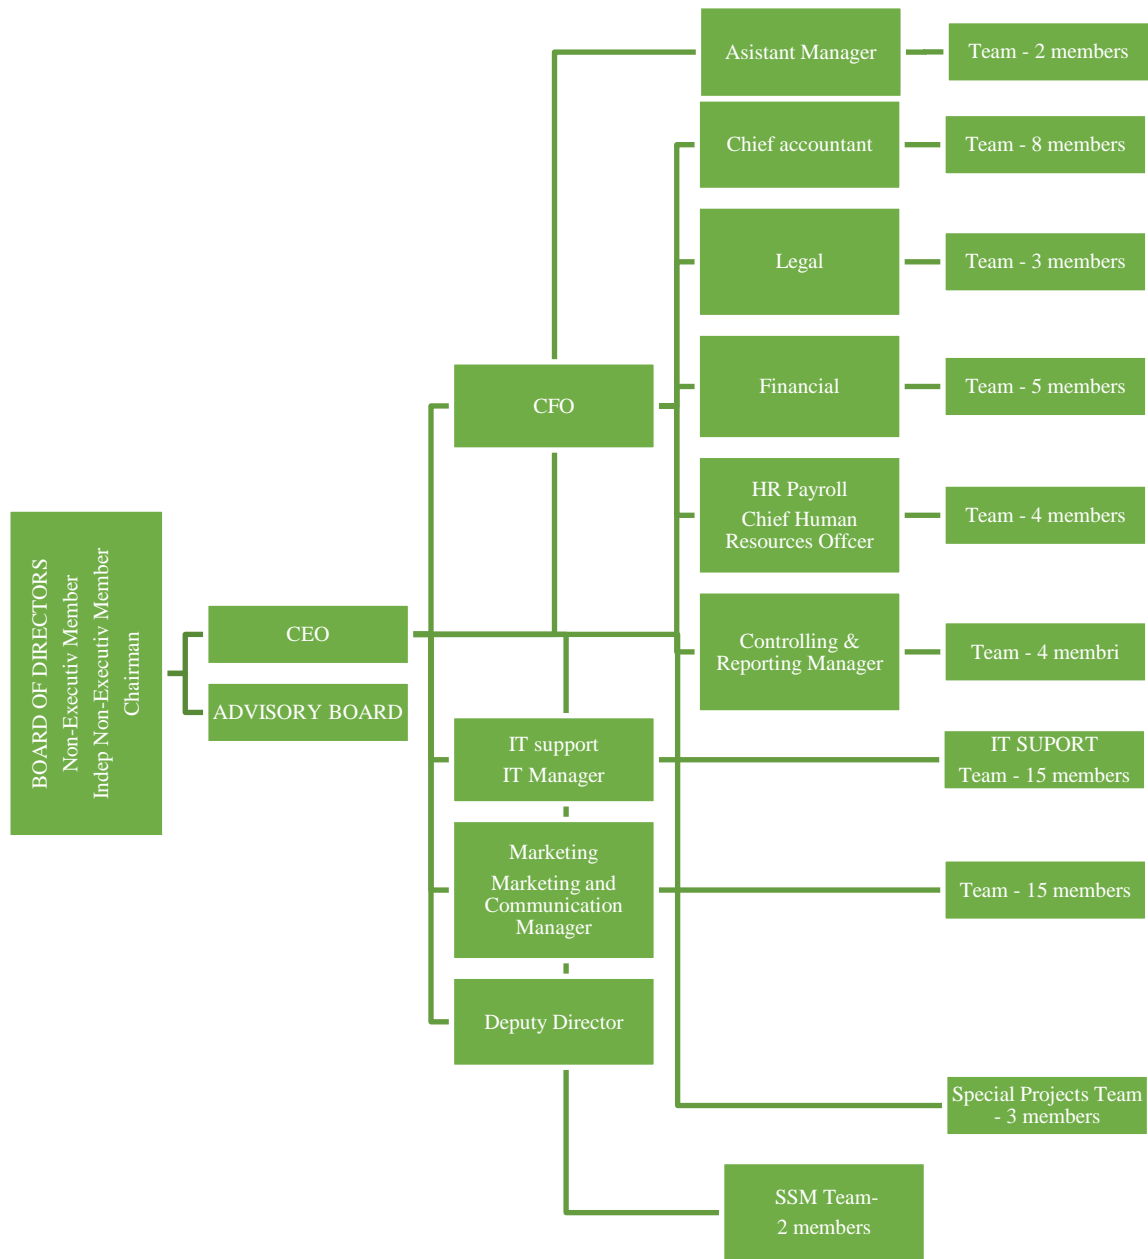 BOARD OF DIRECTORS
Non-Executiv Member
Indep Non-Executiv Member
Chairman
CEO
ADVISORY BOARD
CFO
Asistant Manager
Team - 2 members
Chief accountant
Team - 8 members
Legal
Team - 3 members
Financial
Team - 5 members
HR Payroll
Chief Human
Resources Offcer
Team - 4 members
Controlling &
Reporting Manager
Team - 4 membri
IT support
IT Manager
IT SUPORT
Team - 15 members
Marketing
Marketing and
Communication
Manager
Team - 15 members
Deputy Director
Special Projects Team
- 3 members
SSM Team-
2 members